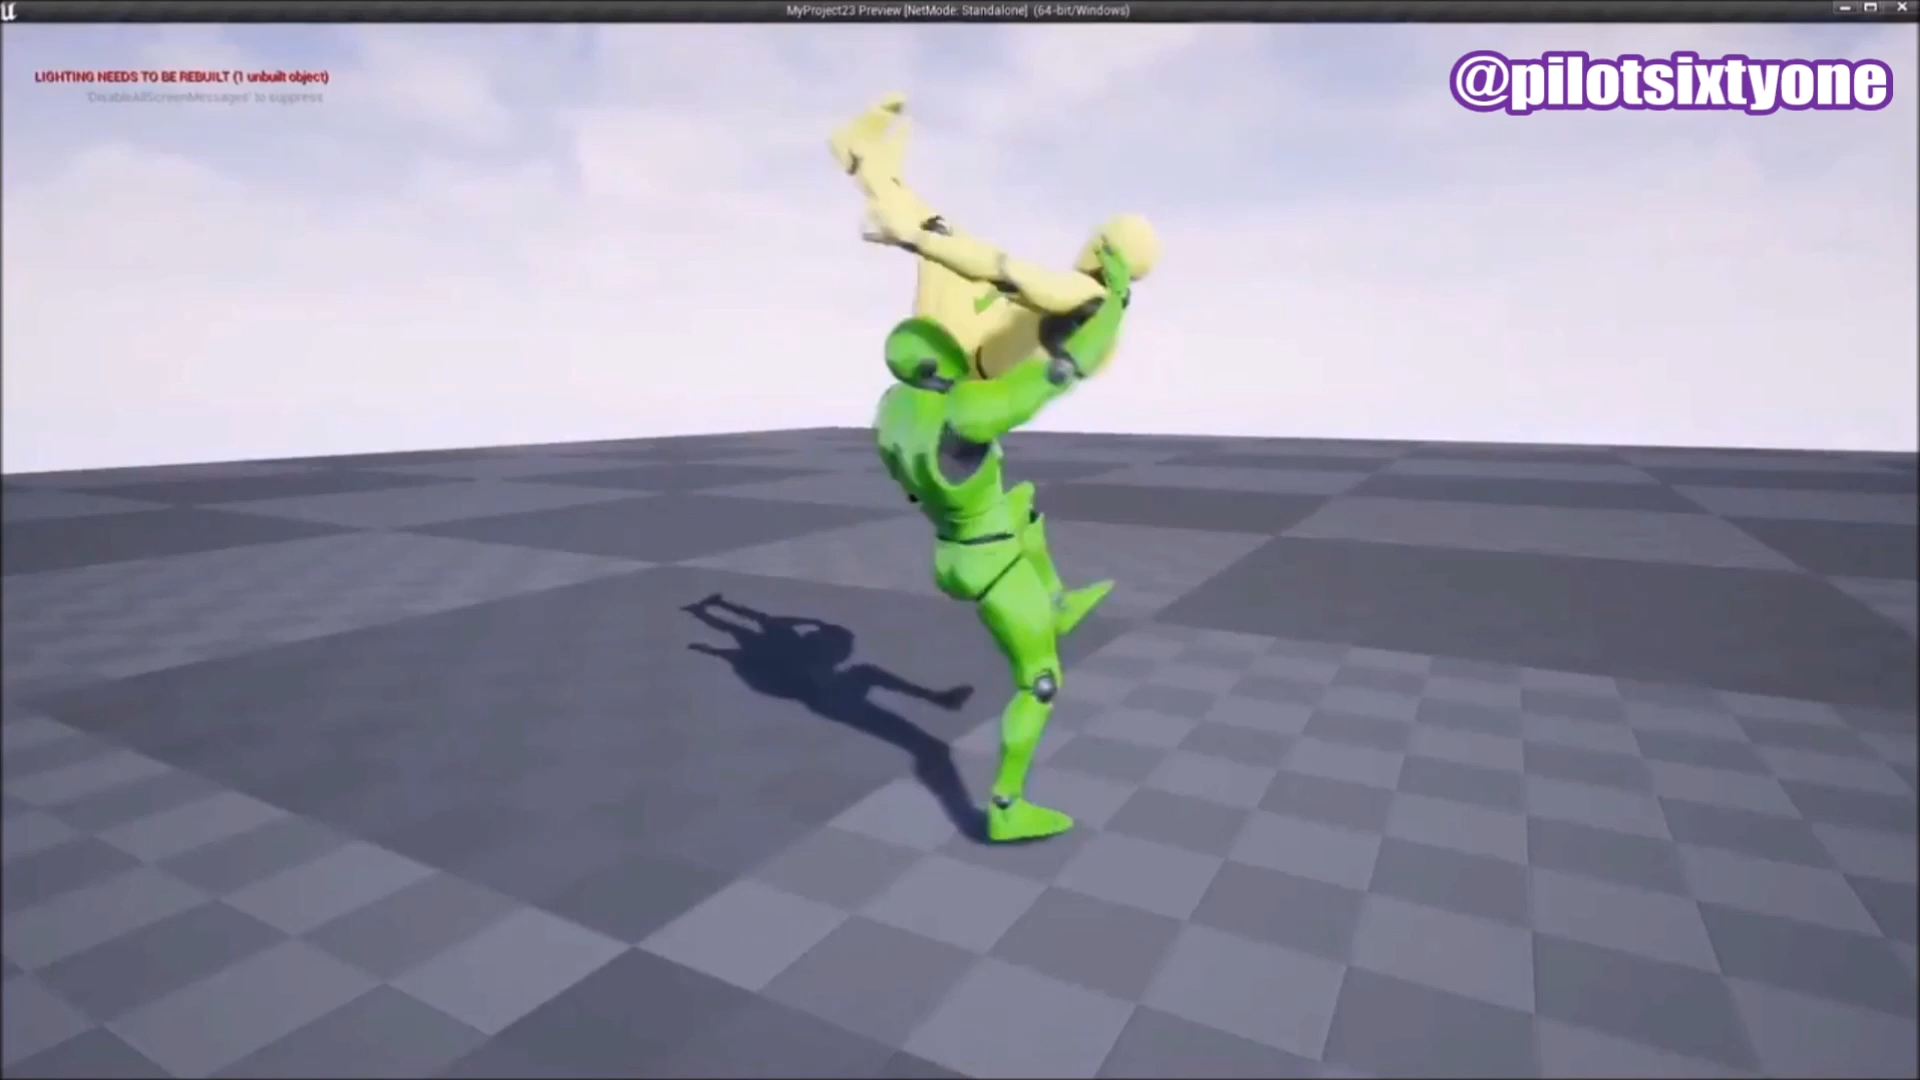 MyProject23 Preview [NetMode: Standalone] (64-bit/Windows)
LIGHTING NEEDS TO BE REBUILT (1 unbuilt object)
'DisableAllScreenMessages' to suppress
@pilotsixtyone